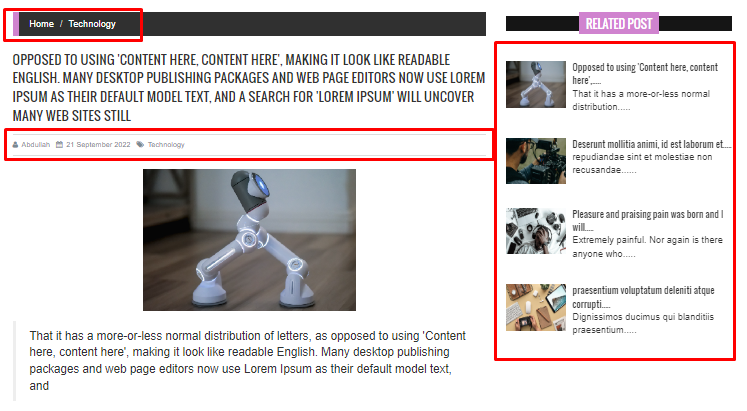 Home / Technology
OPPOSED TO USING 'CONTENT HERE, CONTENT HERE', MAKING IT LOOK LIKE READABLE
ENGLISH. MANY DESKTOP PUBLISHING PACKAGES AND WEB PAGE EDITORS NOW USE LOREM
IPSUM AS THEIR DEFAULT MODEL TEXT, AND A SEARCH FOR 'LOREM IPSUM' WILL UNCOVER
MANY WEB SITES STILL
Abdullah 21 September 2022 Technology
That it has a more-or-less normal distribution of letters, as opposed to using 'Content
here, content here', making it look like readable English. Many desktop publishing
packages and web page editors now use Lorem Ipsum as their default model text,
and
RELATED POST
Opposed to using 'Content here, content
here',.....
That it has a more-or-less normal
distribution.....
Deserunt mollitia animi, id est laborum et.....
repudiandae sint et molestiae non
recusandae......
Pleasure and praising pain was born and I
will.....
Extremely painful. Nor again is there
anyone who.....
praesentium voluptatum deleniti atque
corrupti.....
Dignissimos ducimus qui blanditiis
praesentium.....